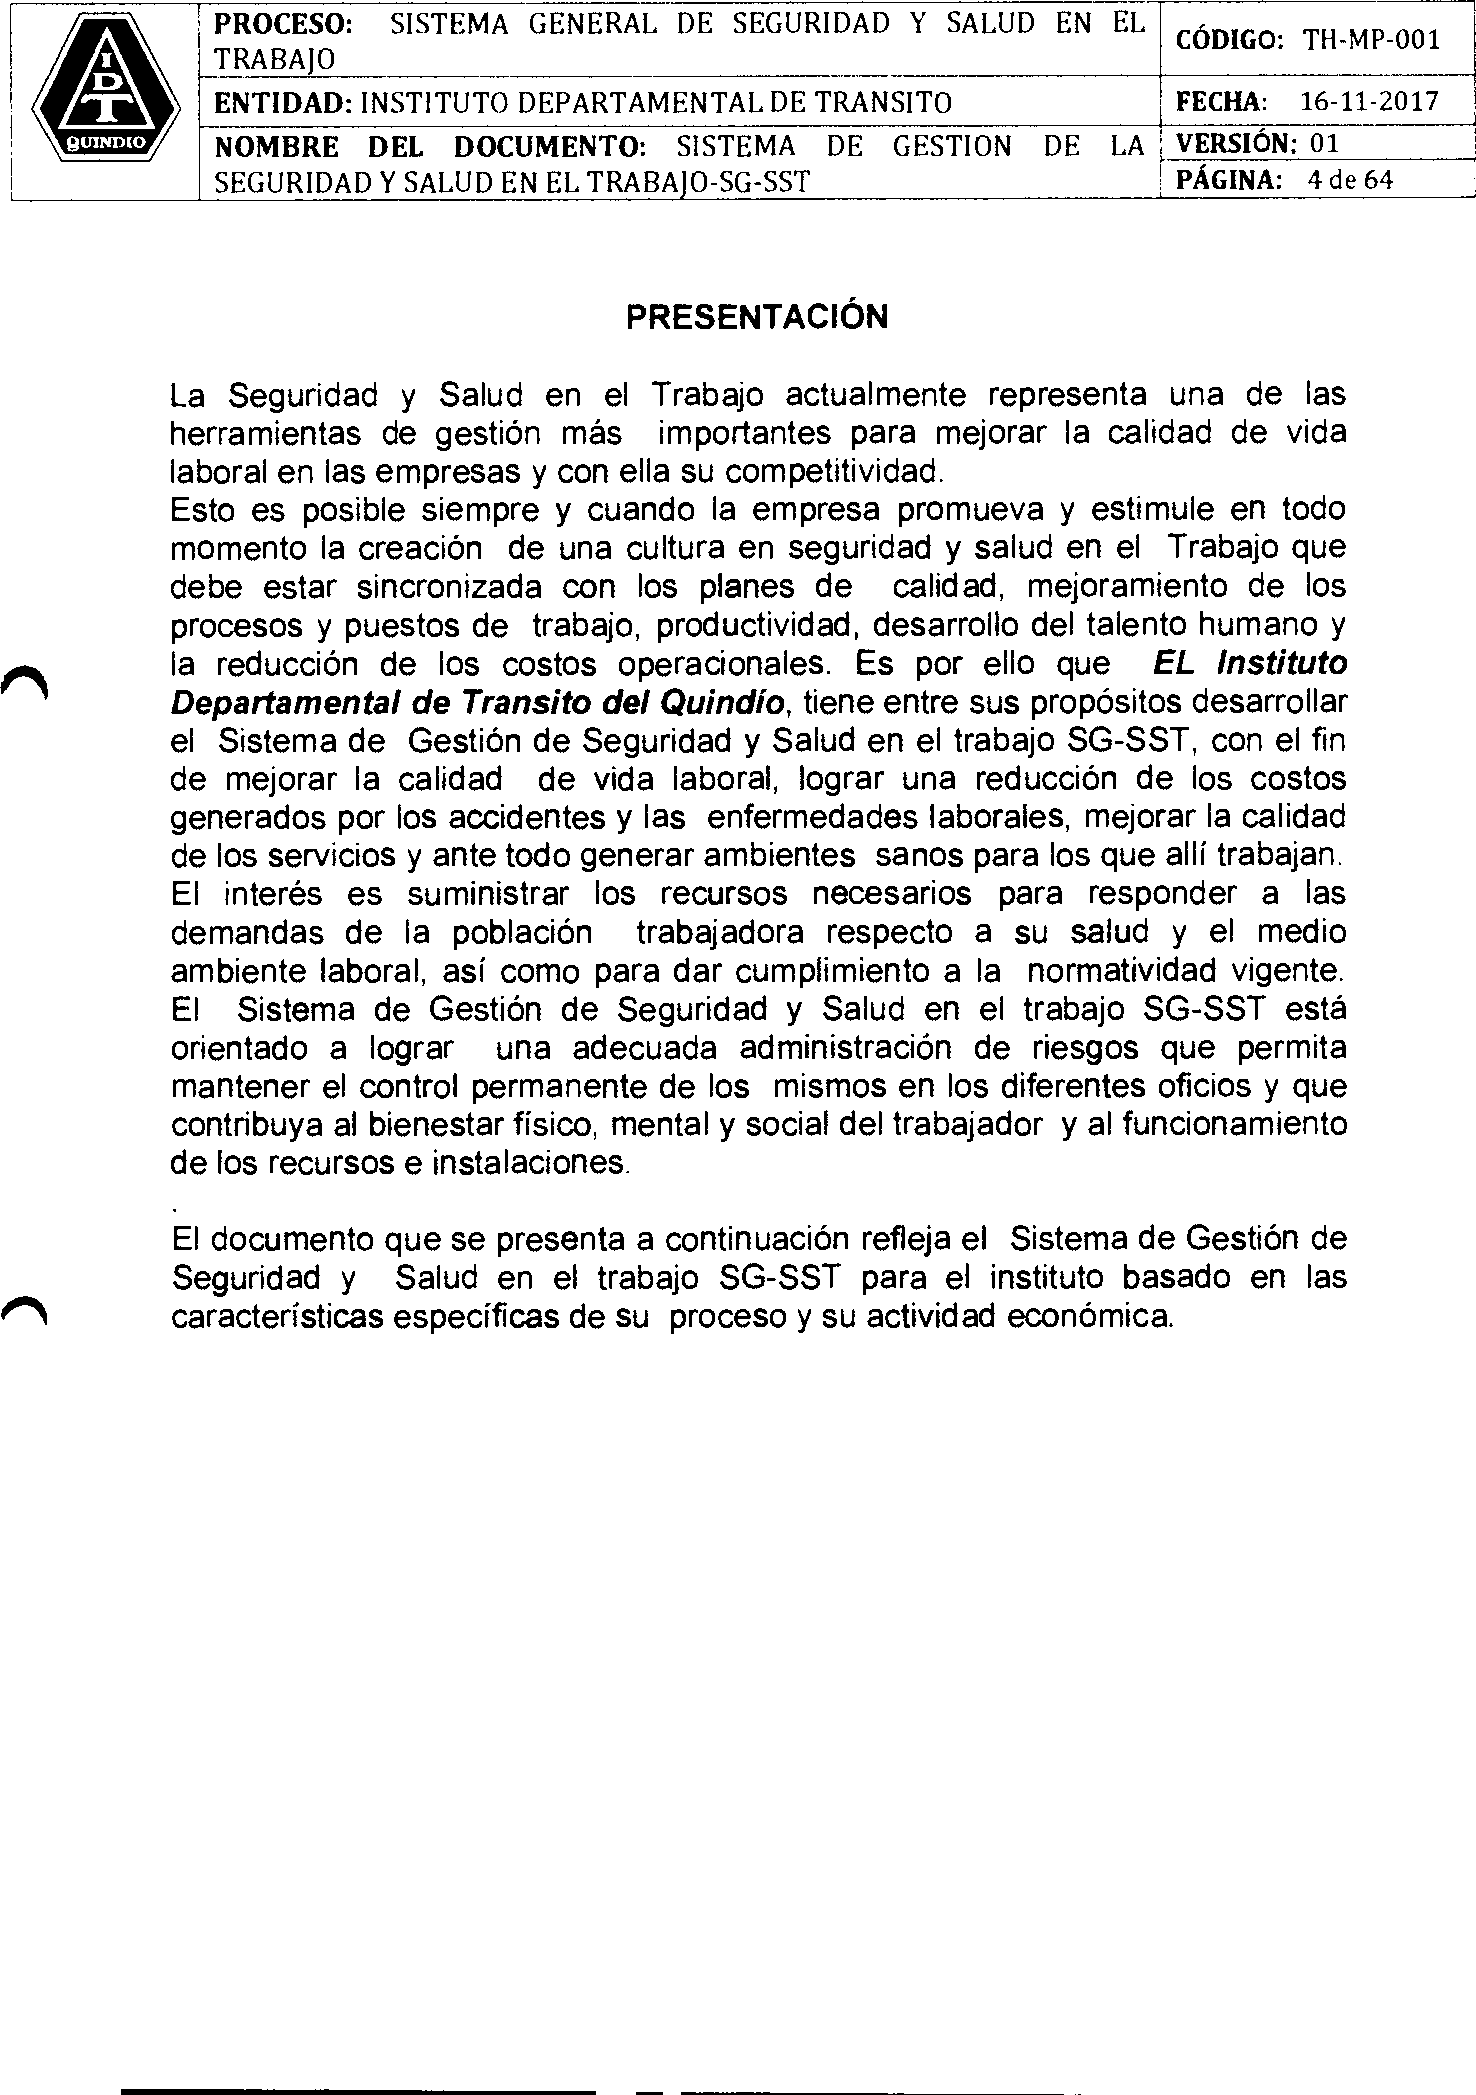 I
D
T
QUINDIO
PROCESO: SISTEMA GENERAL DE SEGURIDAD Y SALUD EN EL
TRABAJO
ENTIDAD: INSTITUTO DEPARTAMENTAL DE TRANSITO
NOMBRE DEL DOCUMENTO: SISTEMA DE GESTION DE LA
SEGURIDAD Y SALUD EN EL TRABAJO-SG-SST
CÓDIGO: TH-MP-001
FECHA: 16-11-2017
VERSIÓN: 01
PÁGINA: 4 de 64
PRESENTACIÓN
La Seguridad y Salud en el Trabajo actualmente representa una de las
herramientas de gestión más importantes para mejorar la calidad de vida
laboral en las empresas y con ella su competitividad.
Esto es posible siempre y cuando la empresa promueva y estimule en todo
momento la creación de una cultura en seguridad y salud en el Trabajo que
debe estar sincronizada con los planes de calidad, mejoramiento de los
procesos y puestos de trabajo, productividad, desarrollo del talento humano y
la reducción de los costos operacionales. Es por ello que EL Instituto
Departamental de Transito del Quindío, tiene entre sus propósitos desarrollar
el Sistema de Gestión de Seguridad y Salud en el trabajo SG-SST, con el fin
de mejorar la calidad de vida laboral, lograr una reducción de los costos
generados por los accidentes y las enfermedades laborales, mejorar la calidad
de los servicios y ante todo generar ambientes sanos para los que allí trabajan.
El interés es suministrar los recursos necesarios para responder a las
demandas de la población trabajadora respecto a su salud y el medio
ambiente laboral, así como para dar cumplimiento a la normatividad vigente.
El Sistema de Gestión de Seguridad y Salud en el trabajo SG-SST está
orientado a lograr una adecuada administración de riesgos que permita
mantener el control permanente de los mismos en los diferentes oficios y que
contribuya al bienestar físico, mental y social del trabajador y al funcionamiento
de los recursos e instalaciones.
.
El documento que se presenta a continuación refleja el Sistema de Gestión de
Seguridad y Salud en el trabajo SG-SST para el instituto basado en las
características específicas de su proceso y su actividad económica.